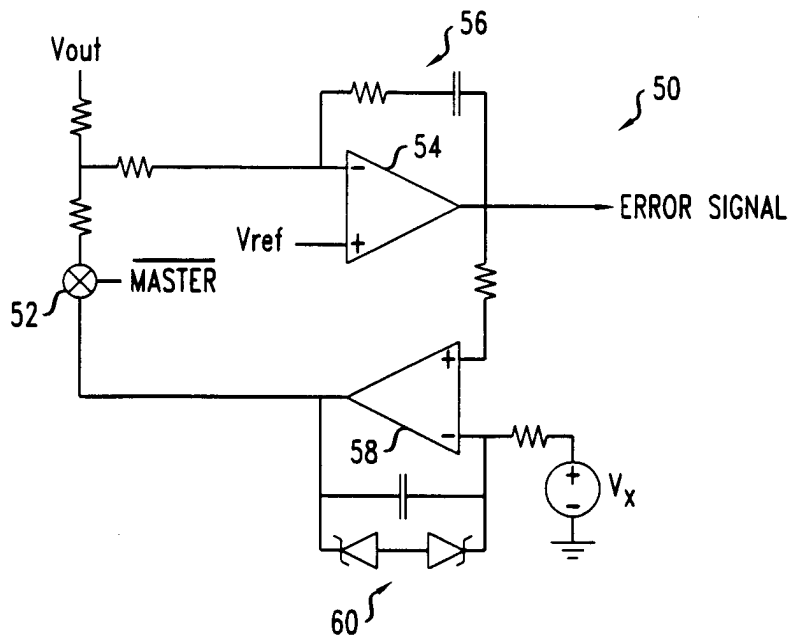 56
Vout
50
54
-
ERROR SIGNAL
Vref
+
MASTER
52
+
-
58
+
-
Vx
60